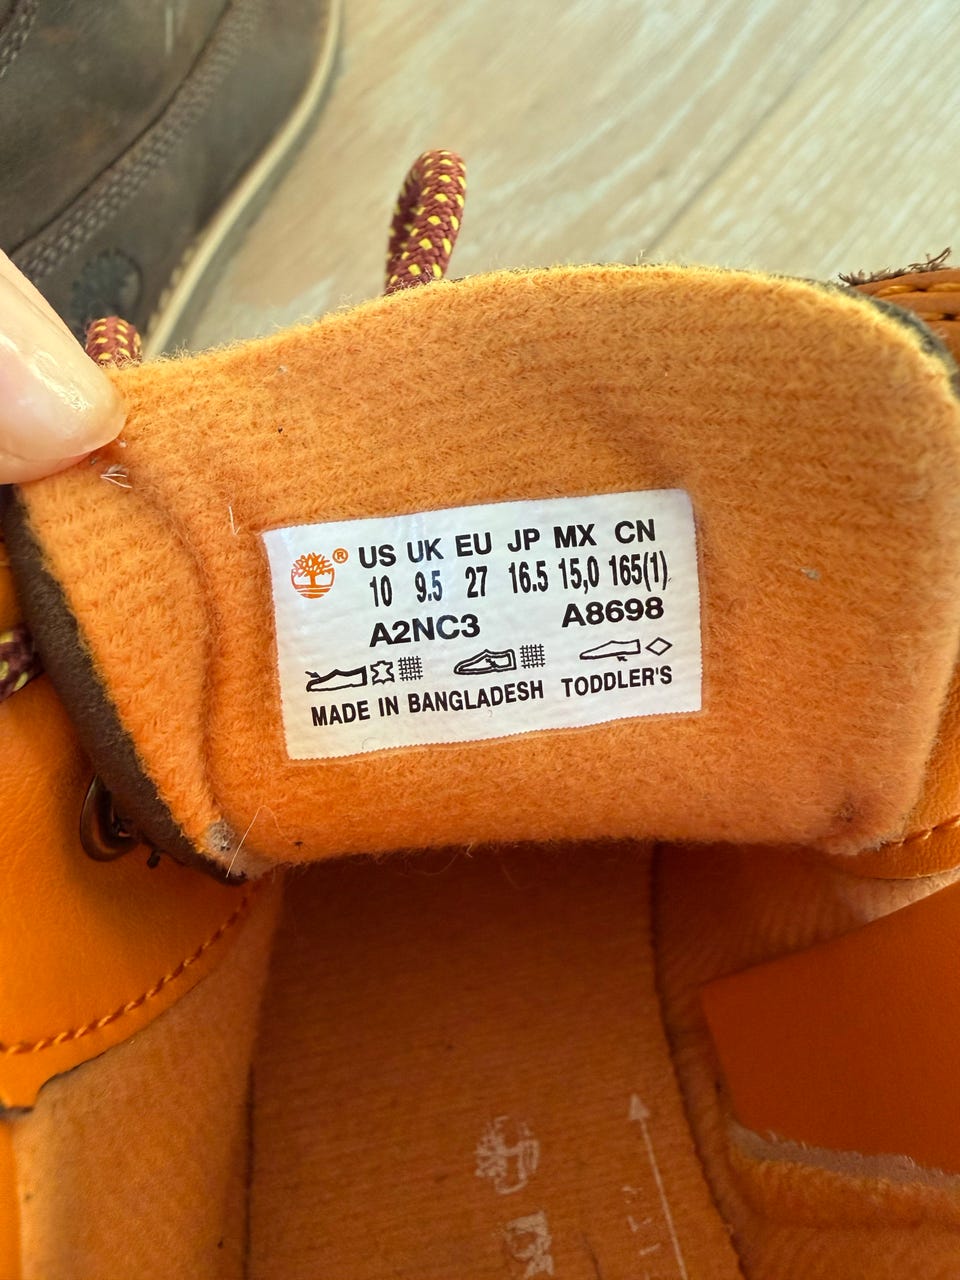 ® US UK EU JP MX CN
10 9.5 27 16.5 15,0 165(1)
A2NC3 A8698
MADE IN BANGLADESH TODDLER'S